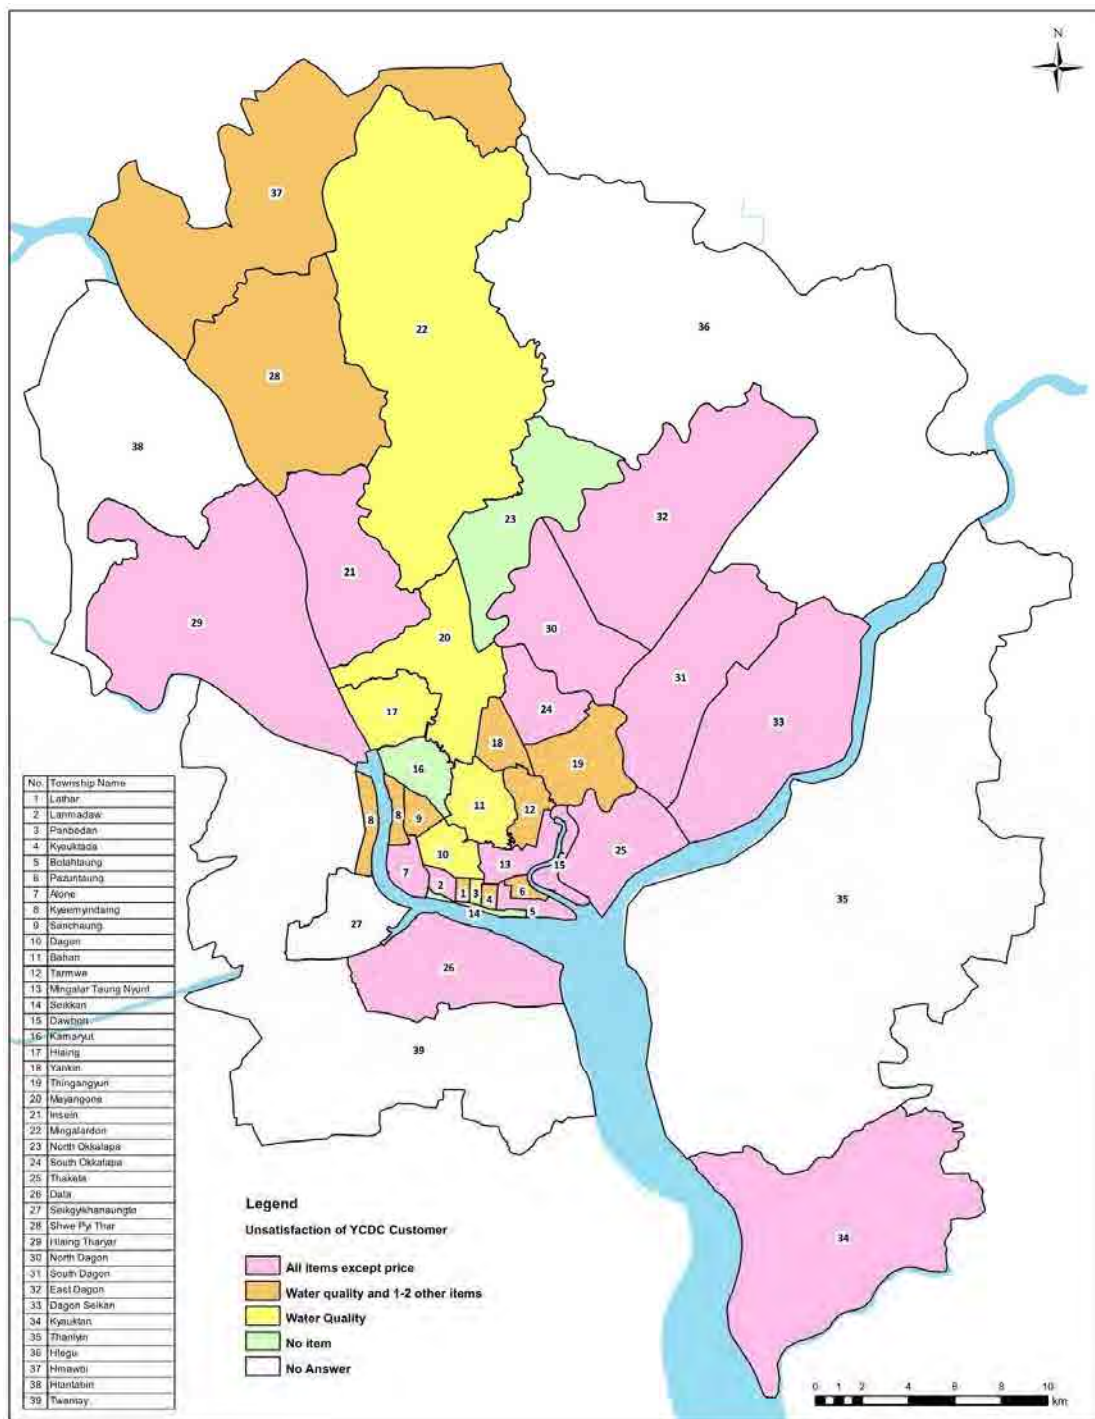 N
37
22
36
28
38
23
32
21
29
30
20
31
24
33
17
18
19
16
11
12
8
8
9
10
25
13
15
7
2
1
3
4
6
5
14
27
35
26
39
34
No. Township Name
1 Lathar
2 Lanmadaw
3 Panbedan
4 Kyauktada
5 Botahtaung
6 Pazuntaung
7 Alone
8 Kyeemyindaing
9 Sanchaung
10 Dagon
11 Bahan
12 Tarmwe
13 Mingalar Taung Nyunt
14 Seikkan
15 Dawbon
16 Kamaryut
17 Hlaing
18 Yankin
19 Thingangyun
20 Mayangone
21 Insein
22 Mingalardon
23 North Okkalapa
24 South Okkalapa
25 Thaketa
26 Dala
27 Seikgyikhanaungto
28 Shwe Pyi Thar
29 Hlaing Tharyar
30 North Dagon
31 South Dagon
32 East Dagon
33 Dagon Seikan
34 Kyauktan
35 Thanlyin
36 Hlegu
37 Hmawbi
38 Htantabin
39 Twantay
Legend
Unsatisfaction of YCDC Customer
All items except price
Water quality and 1-2 other items
Water Quality
No item
No Answer
0 1 2 4 6 8 10
km